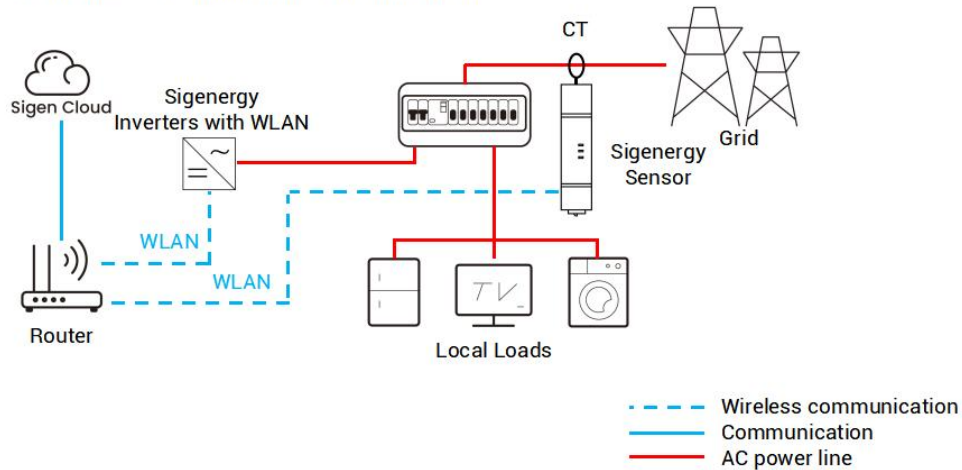 CT
Sigen Cloud
Sigenergy
Inverters with WLAN
Grid
Sigenergy
Sensor
WLAN
WLAN
Router
TV
Local Loads
Wireless communication
Communication
AC power line